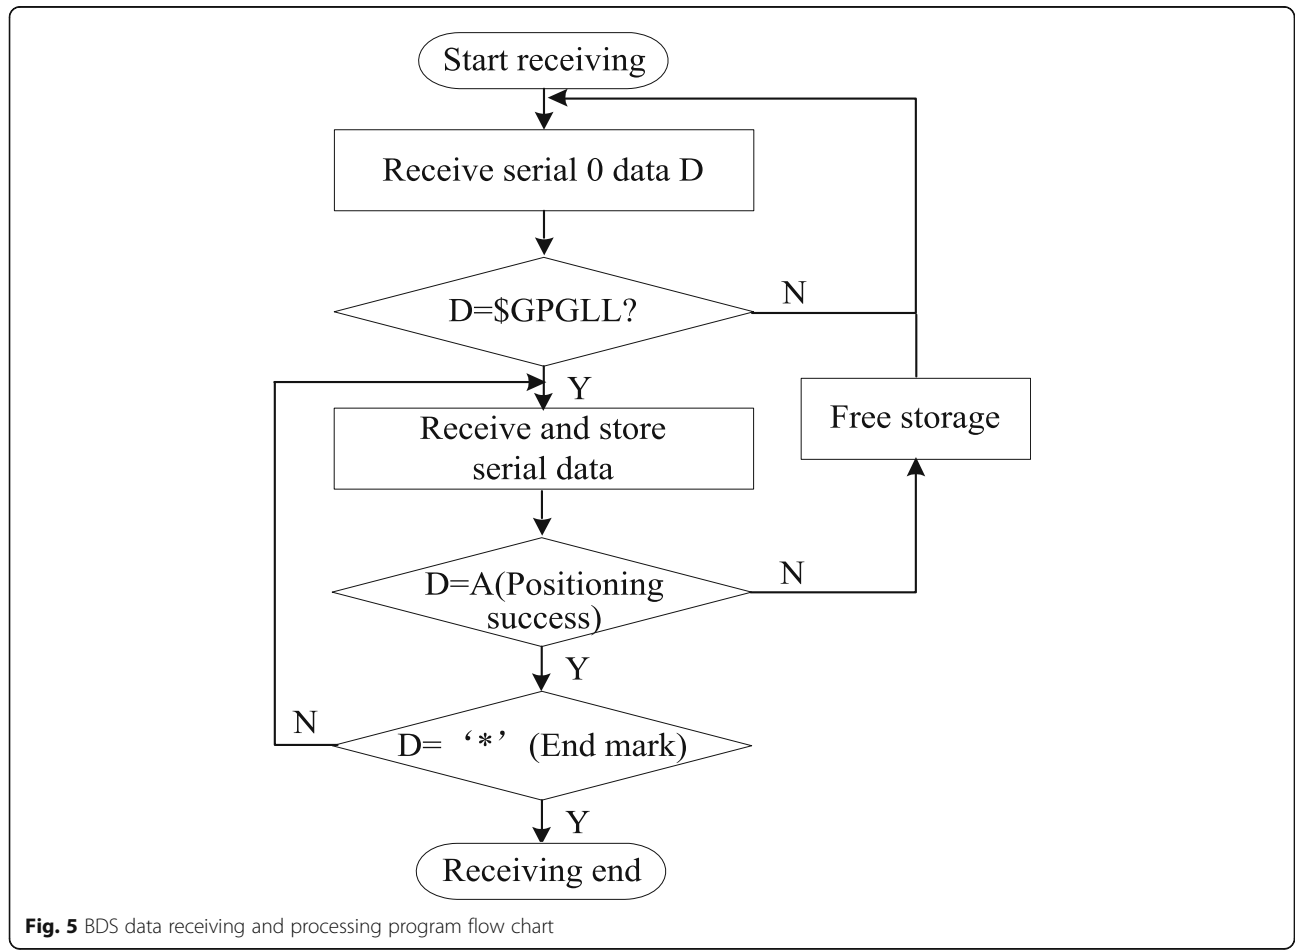 Start receiving
Receive serial 0 data D
D=$GPGLL?
N
Y
Receive and store
serial data
Free storage
D=A(Positioning
success)
N
Y
D= ‘*’ (End mark)
N
Y
Receiving end
Fig. 5 BDS data receiving and processing program flow chart